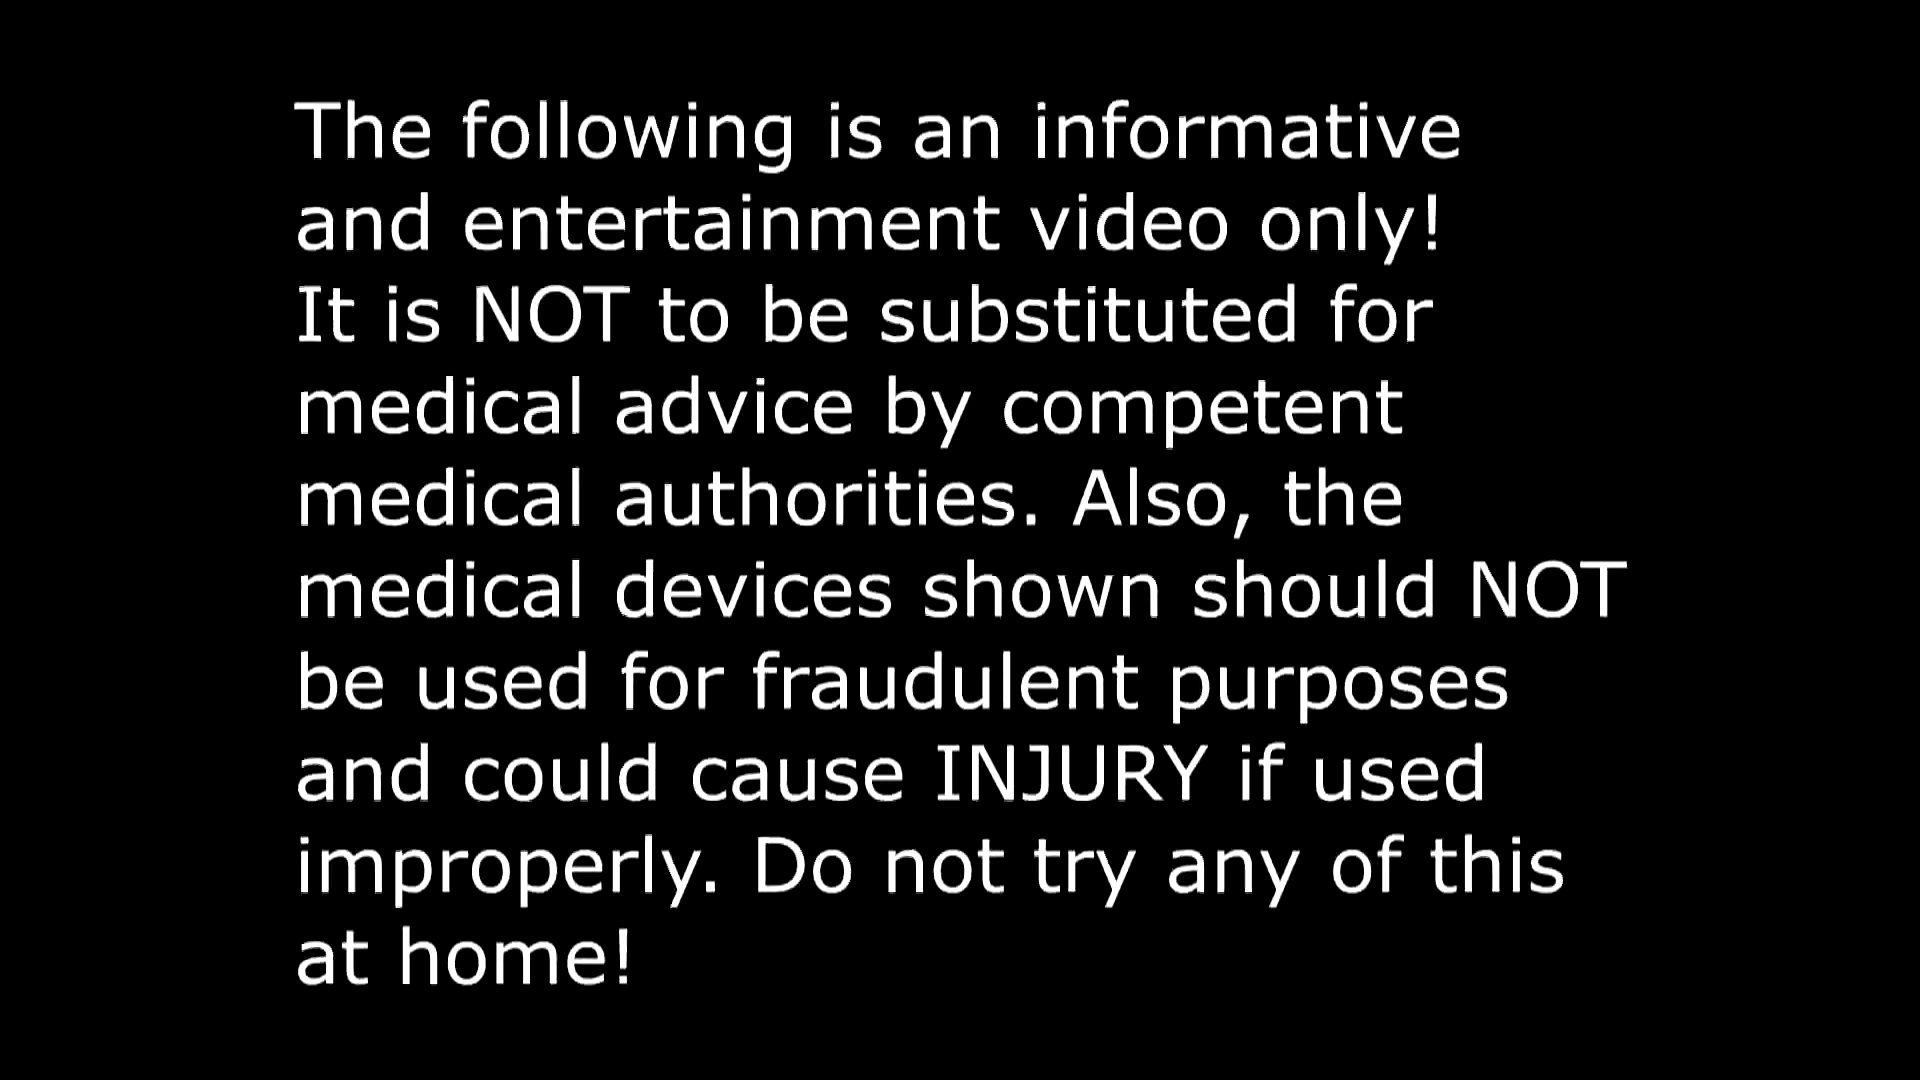 The following is an informative
and entertainment video only!
It is NOT to be substituted for
medical advice by competent
medical authorities. Also, the
medical devices shown should NOT
be used for fraudulent purposes
and could cause INJURY if used
improperly. Do not try any of this
at home!